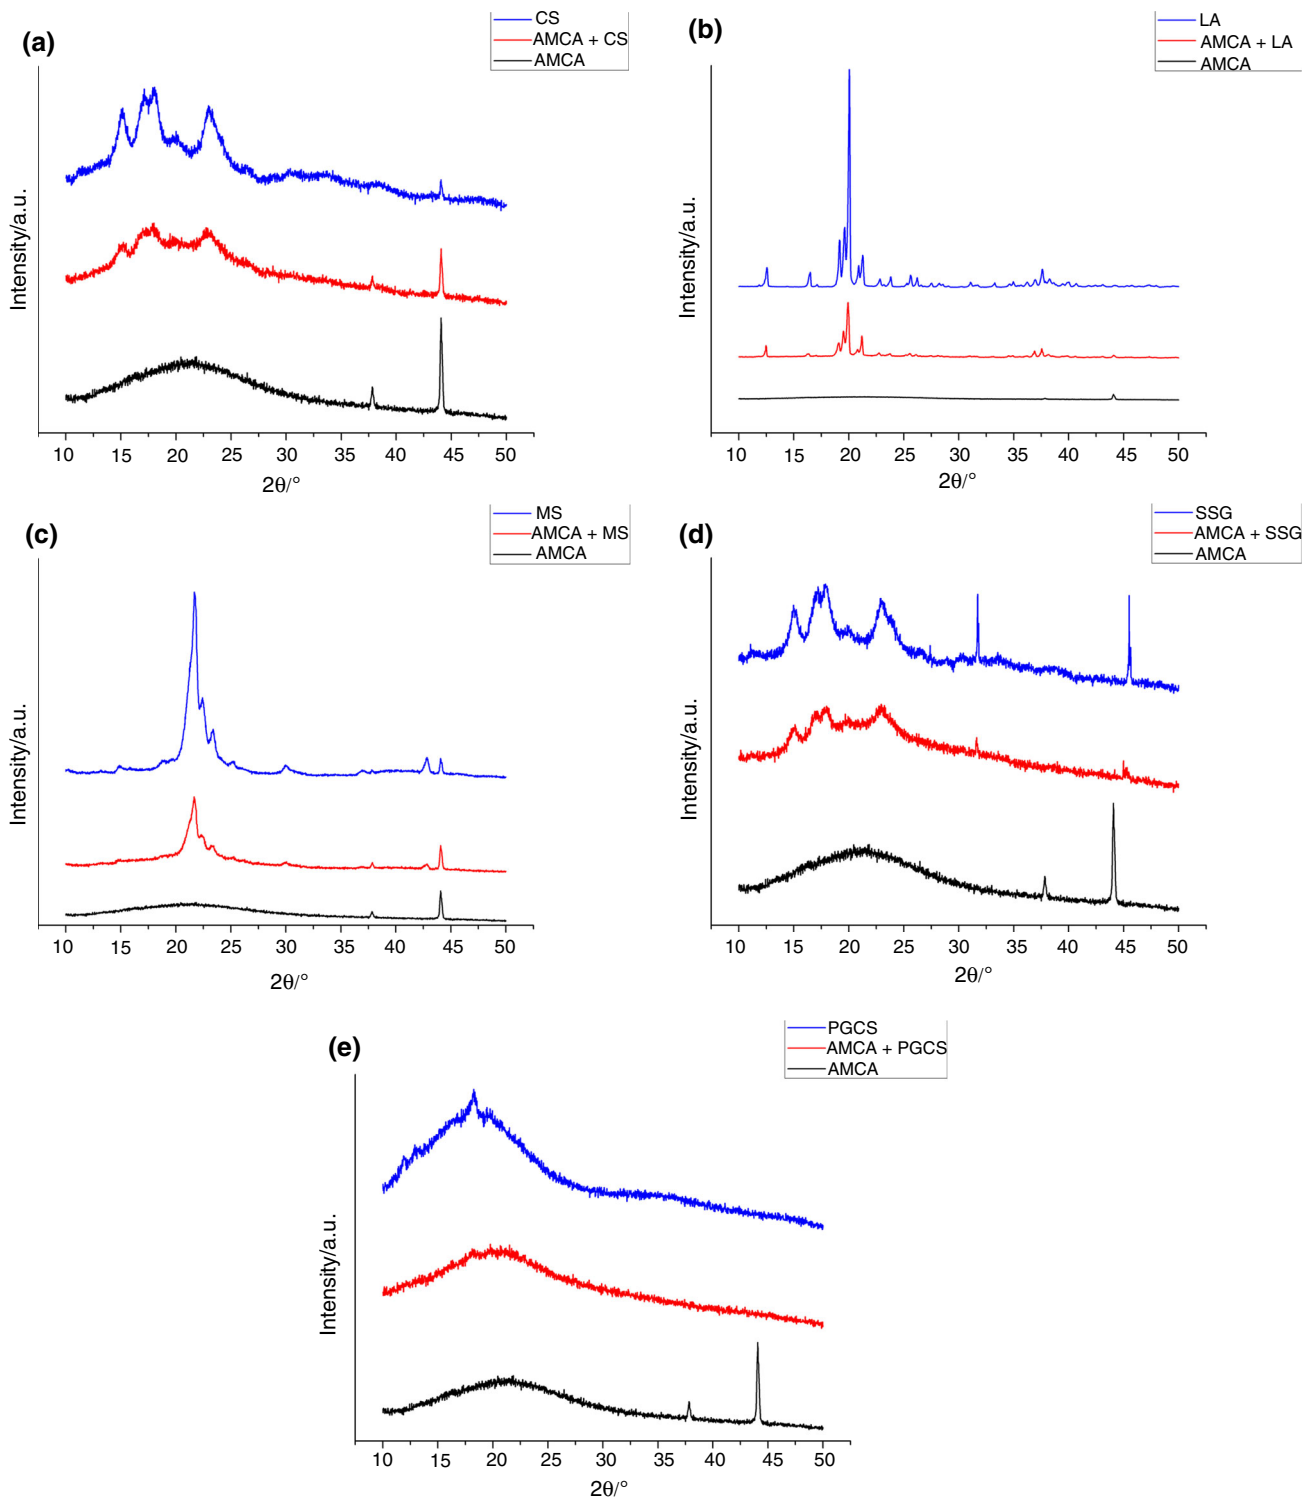 (a)
CS
AMCA + CS
AMCA
Intensity/a.u.
10 15 20 25 30 35 40 45 50
2θ/°
(b)
LA
AMCA + LA
AMCA
Intensity/a.u.
10 15 20 25 30 35 40 45 50
2θ/°
(c)
MS
AMCA + MS
AMCA
Intensity/a.u.
10 15 20 25 30 35 40 45 50
2θ/°
(d)
SSG
AMCA + SSG
AMCA
Intensity/a.u.
10 15 20 25 30 35 40 45 50
2θ/°
(e)
PGCS
AMCA + PGCS
AMCA
Intensity/a.u.
10 15 20 25 30 35 40 45 50
2θ/°